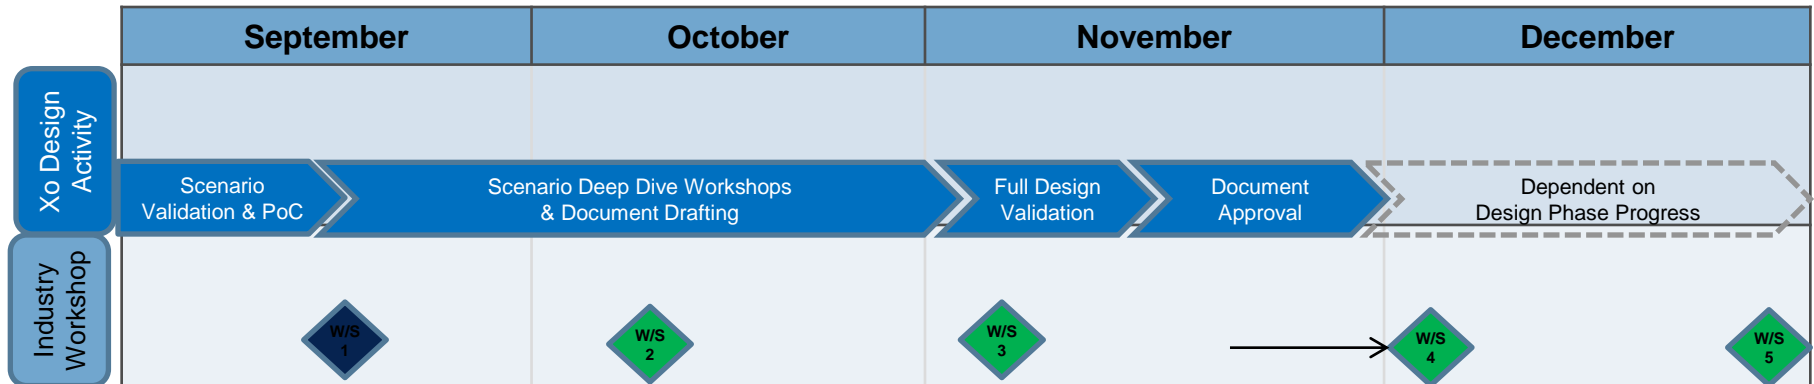 September
October
November
December
Xo Design
Activity
Scenario
Validation & PoC
Scenario Deep Dive Workshops
& Document Drafting
Full Design
Validation
Document
Approval
Dependent on
Design Phase Progress
Industry
Workshop
W/S
1
W/S
2
W/S
3
W/S
4
W/S
5